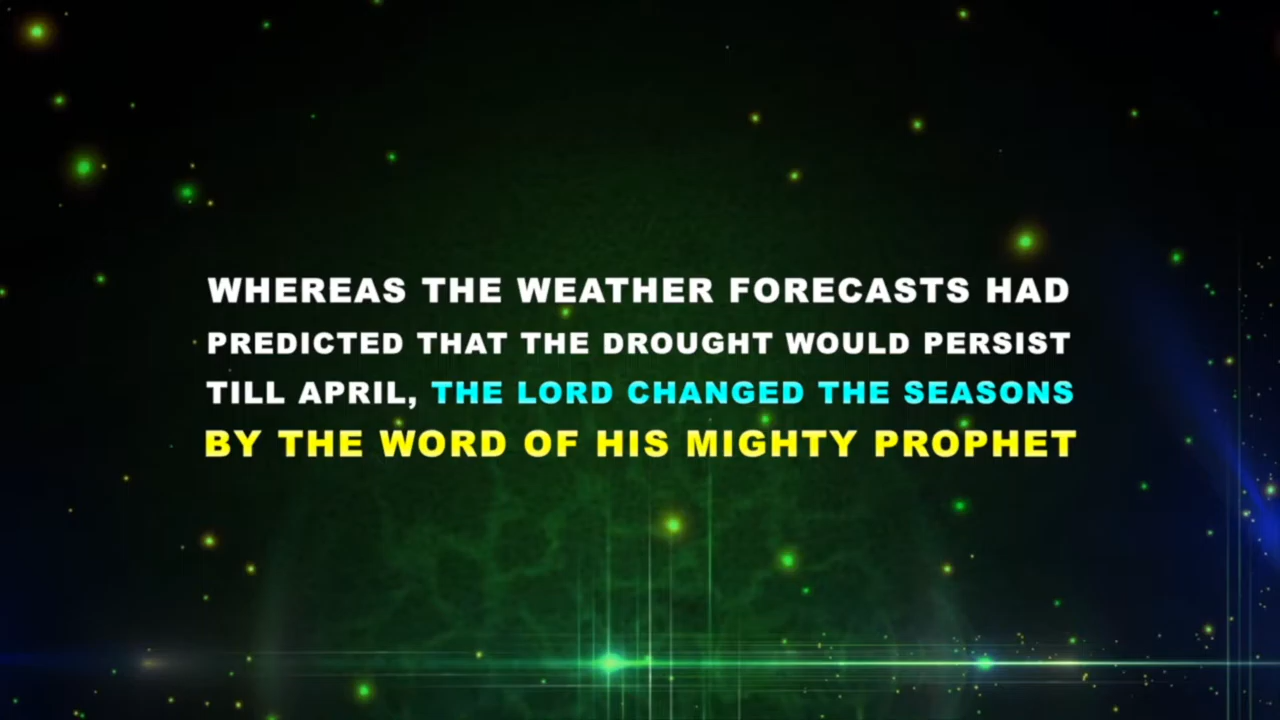 WHEREAS THE WEATHER FORECASTS HAD
PREDICTED THAT THE DROUGHT WOULD PERSIST
TILL APRIL, THE LORD CHANGED THE SEASONS
BY THE WORD OF HIS MIGHTY PROPHET